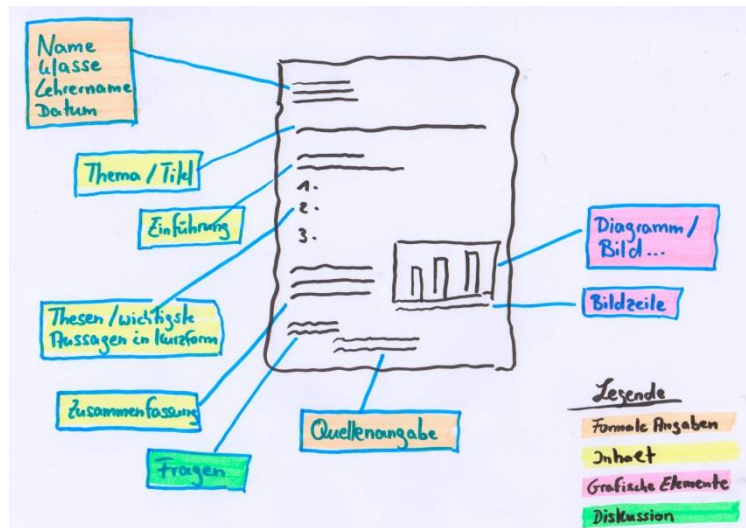 Name
Klasse
Lehrername
Datum
Thema / Titel
Einführung
1.
2.
3.
Thesen / wichtigste
Aussagen in Kurzform
Zusammenfassung
Fragen
Quellenangabe
Diagramm /
Bild...
Bildzeile
Legende
Formale Angaben
Inhalt
Grafische Elemente
Diskussion